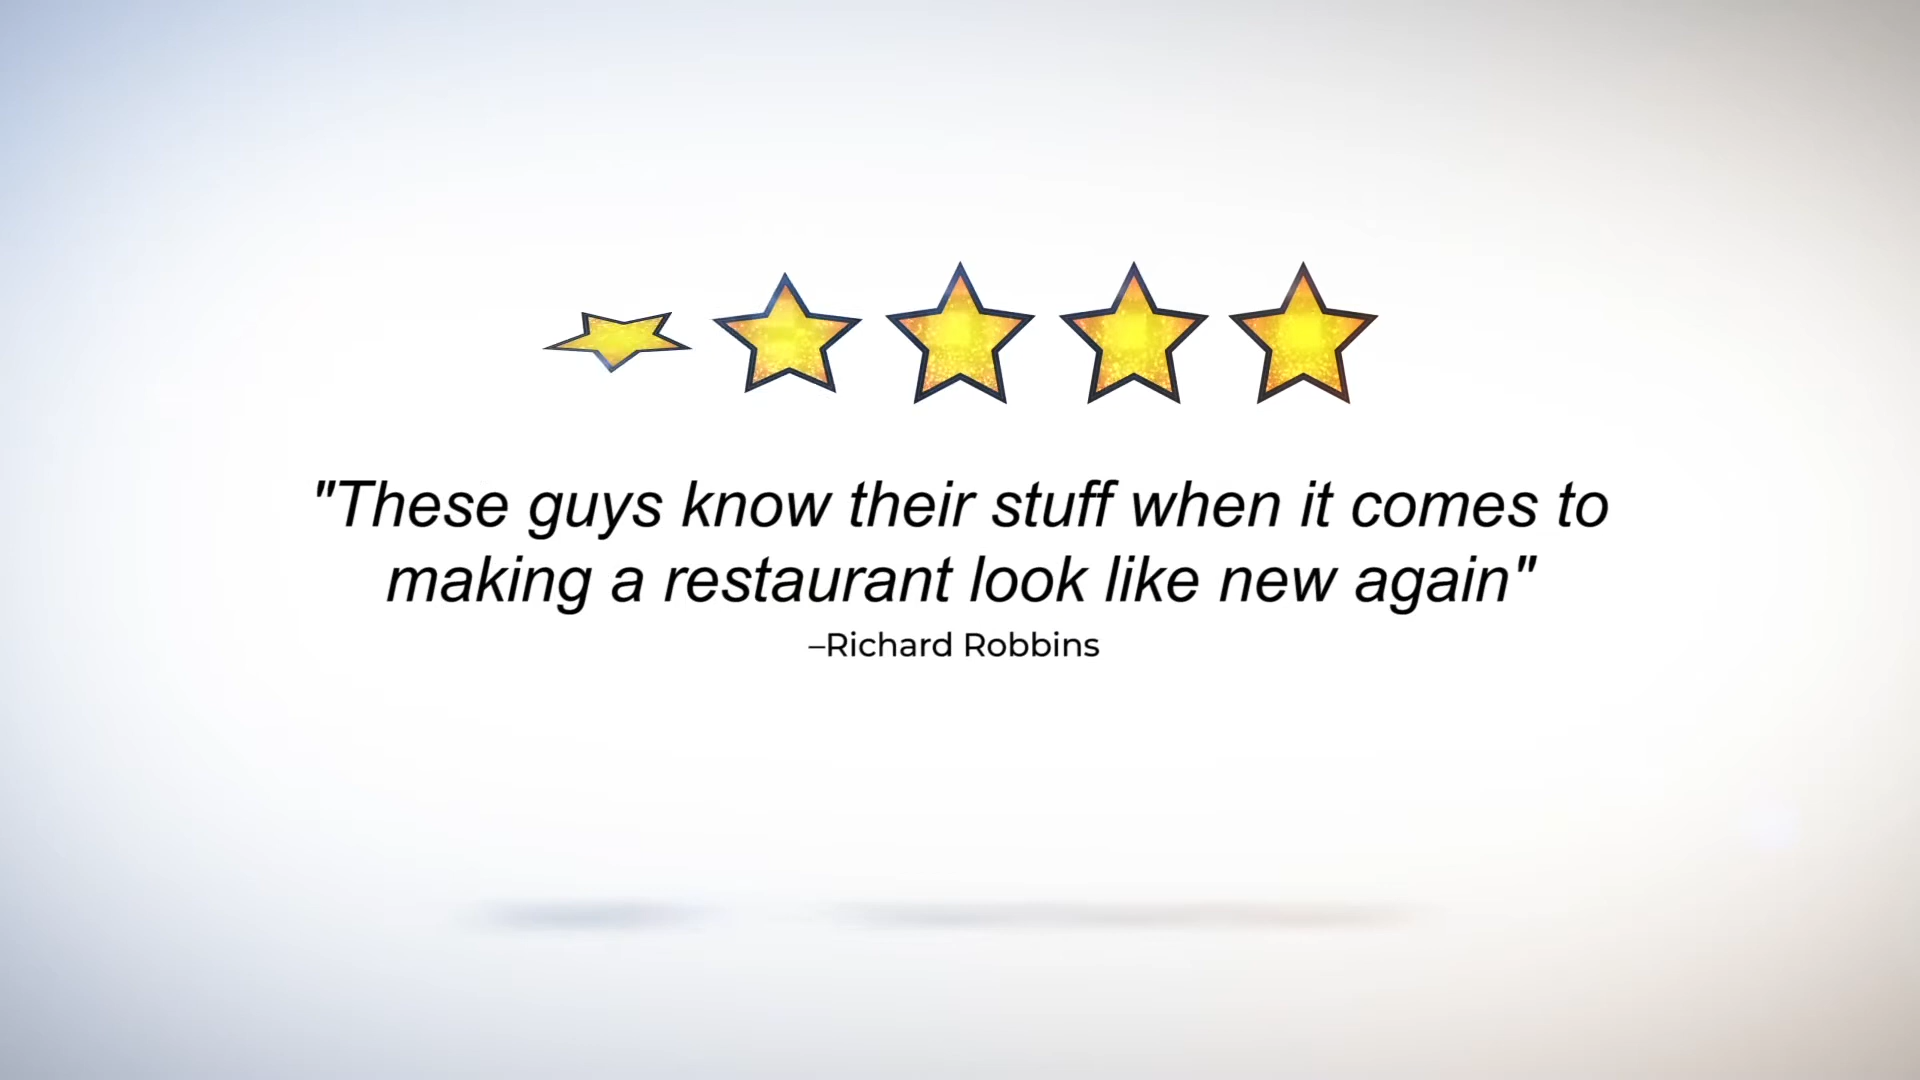 "These guys know their stuff when it comes to
making a restaurant look like new again"
–Richard Robbins